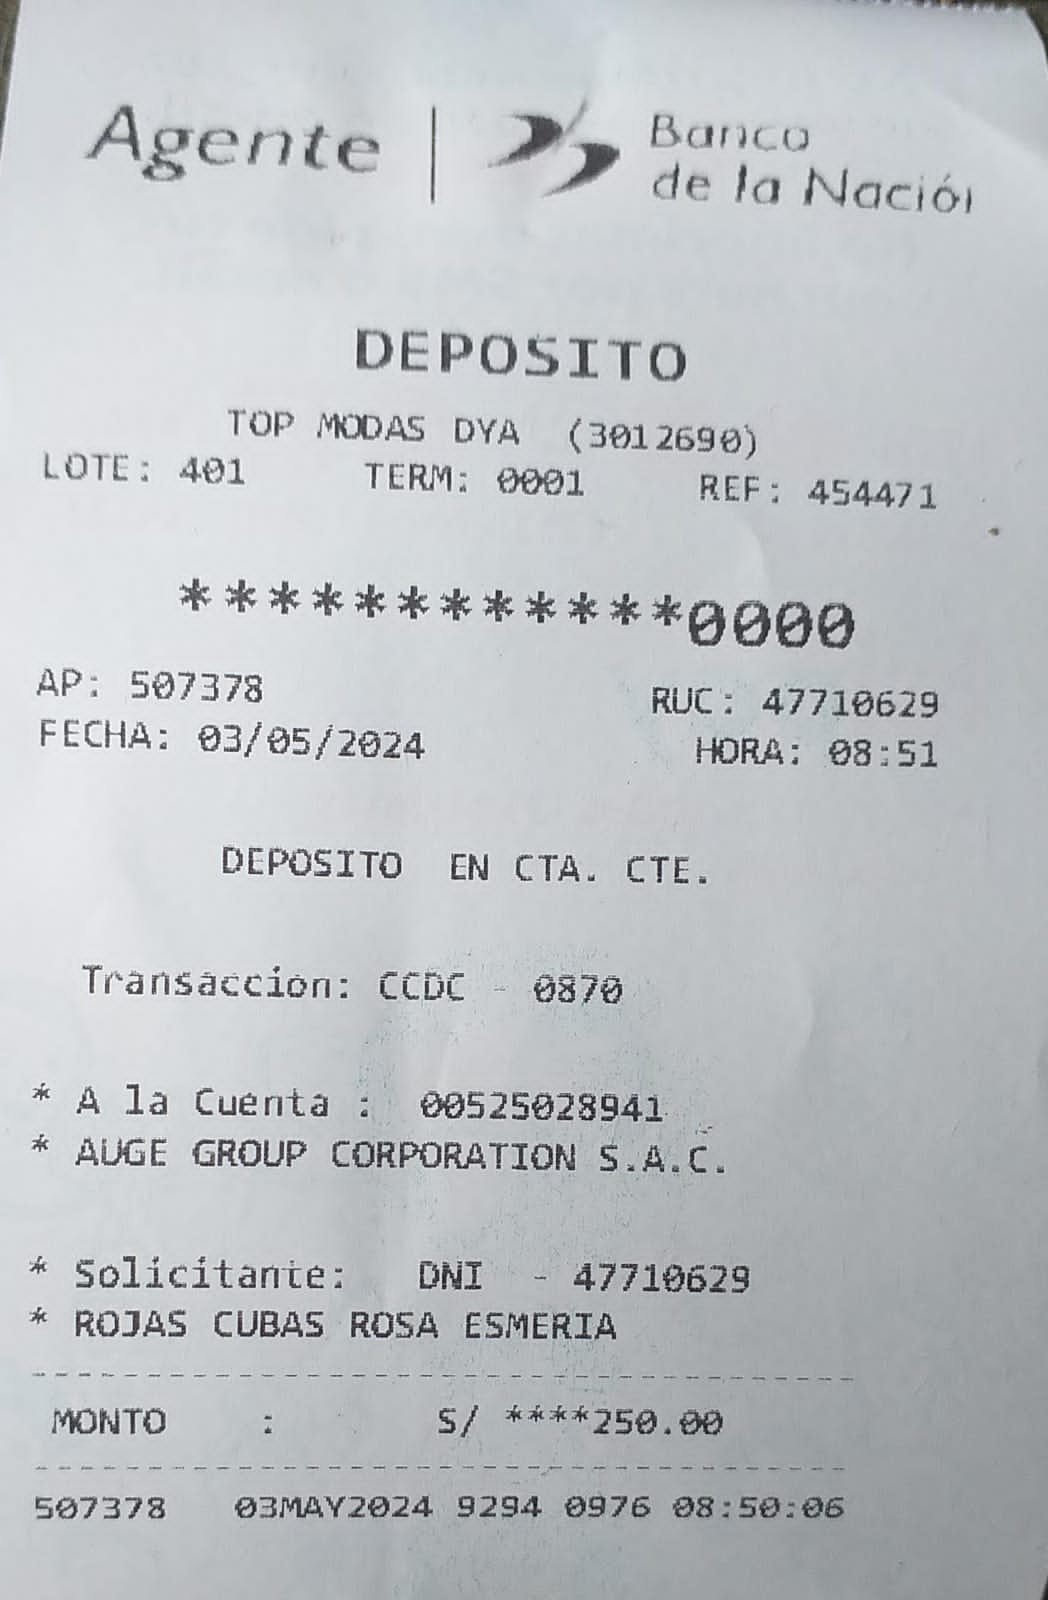 Agente | Banco
de la Nación
DEPOSITO
TOP MODAS DYA (3012690)
LOTE: 401 TERM: 0001 REF: 454471
************0000
AP: 507378 RUC: 47710629
FECHA: 03/05/2024 HORA: 08:51
DEPOSITO EN CTA. CTE.
Transaccion: CCDC - 0870
* A la Cuenta : 00525028941
* AUGE GROUP CORPORATION S.A.C.
* Solicitante: DNI - 47710629
* ROJAS CUBAS ROSA ESMERIA
MONTO : S/ ****250.00
507378 03MAY2024 9294 0976 08:50:06